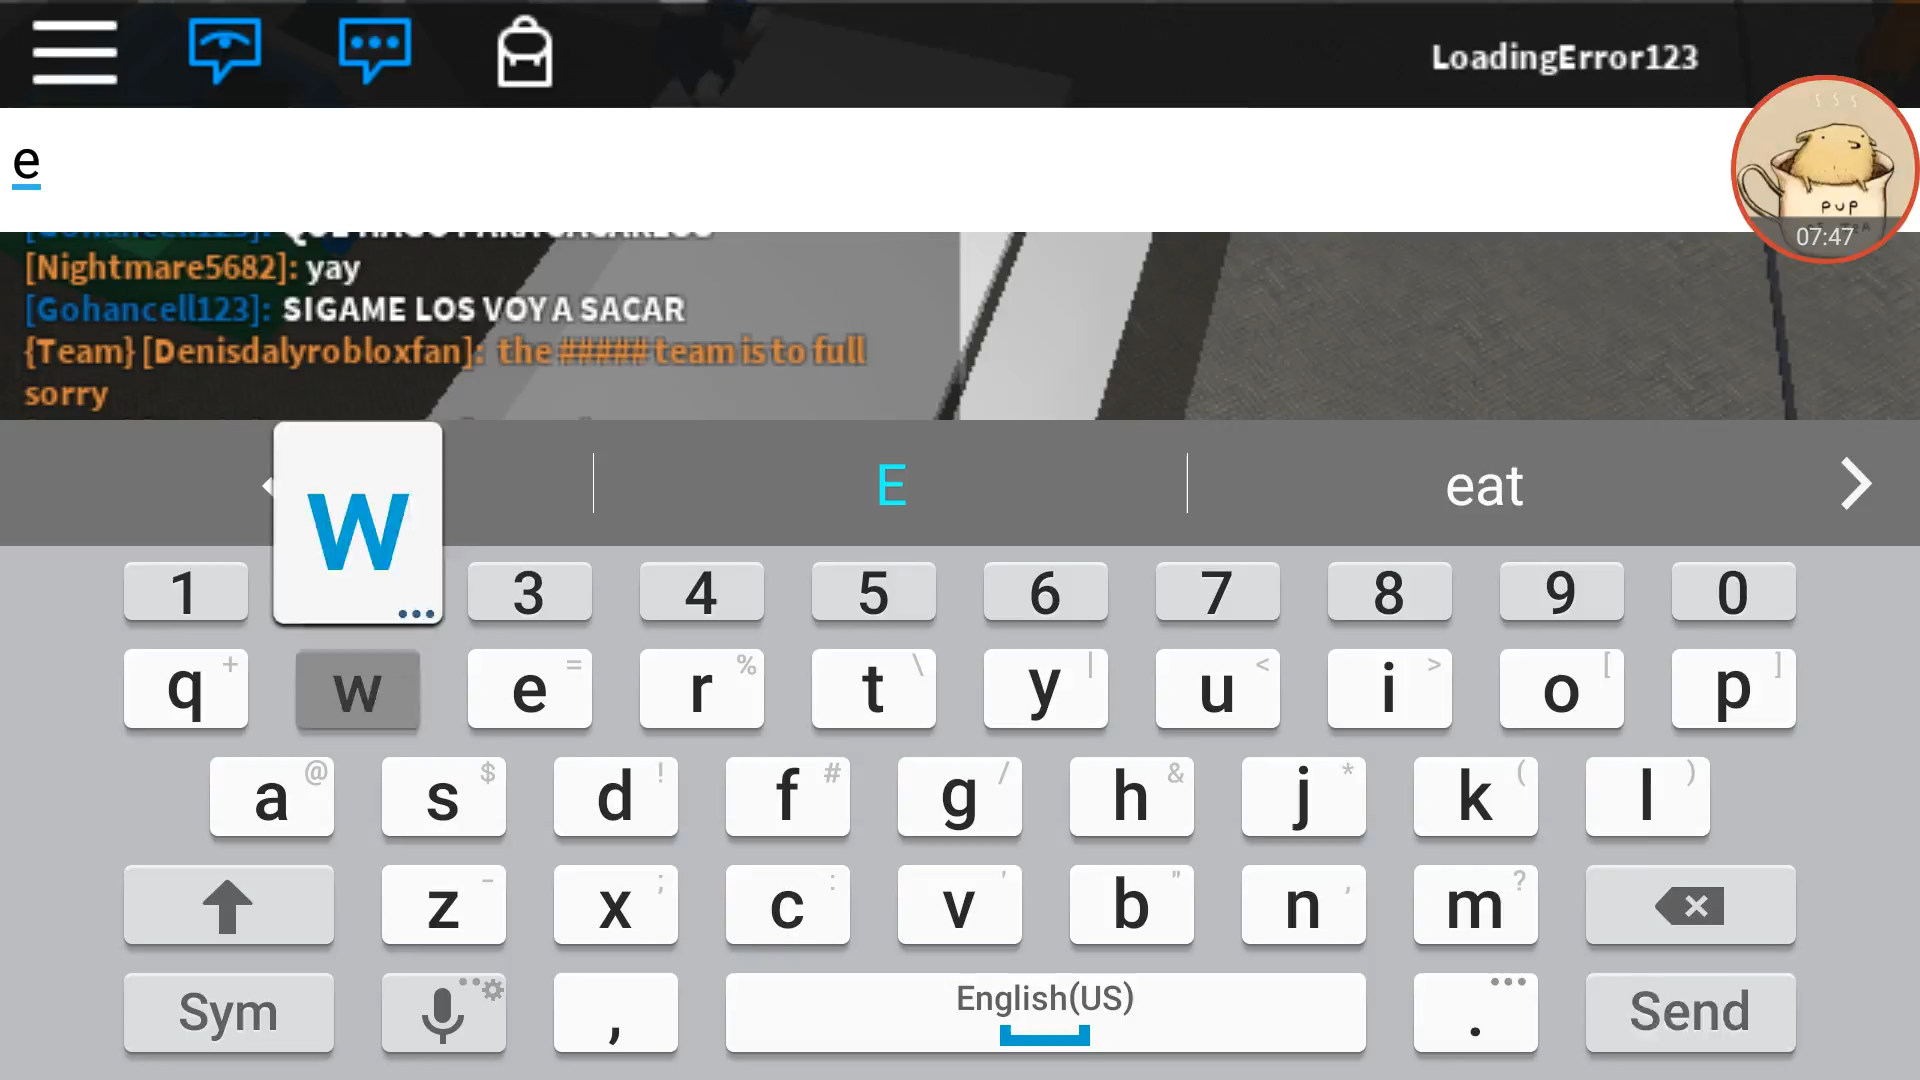 LoadingError123
e
PUP
07:47
[Nightmare5682]: yay
[Gohancell123]: SIGAME LOS VOY A SACAR
{Team} [Denisdalyrobloxfan]: the ##### team is to full
sorry
W
E
eat
1 3 4 5 6 7 8 9 0
q + w e = r % t \ y | u < i > o [ p ]
a @ s $ d ! f # g / h & j * k ( l )
z - x ; c : v ' b " n , m ?
Sym , English(US) . Send